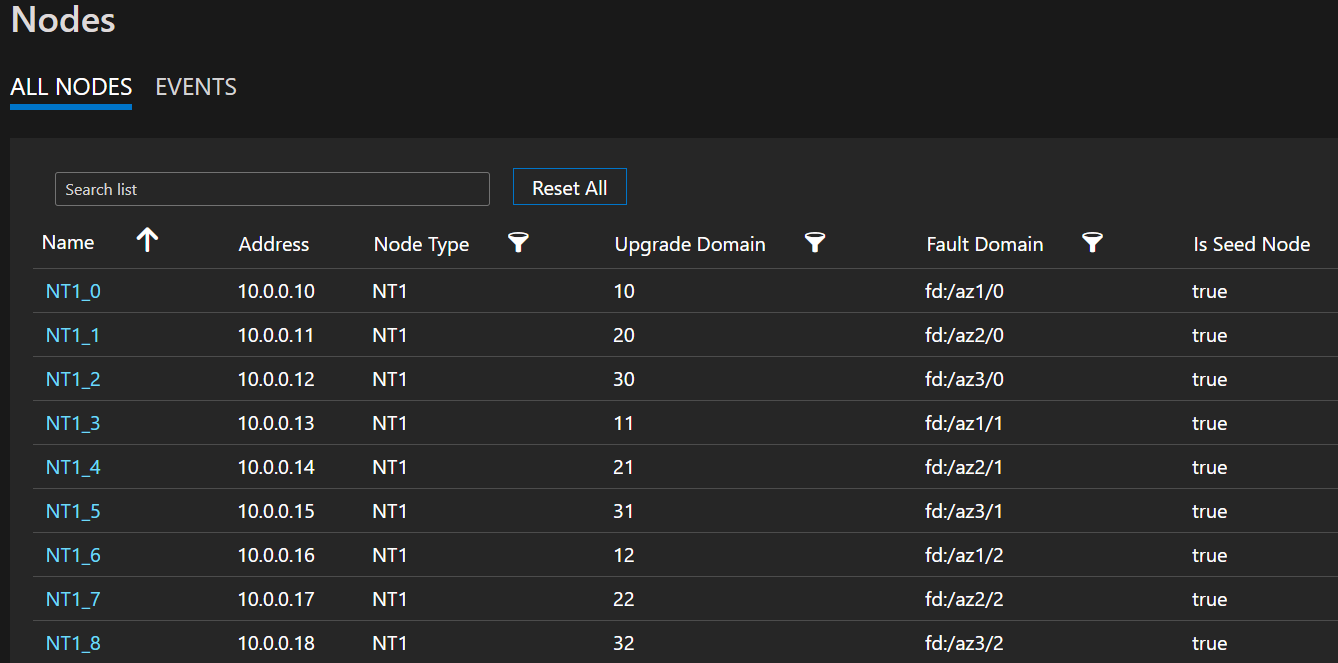 Nodes
ALL NODES EVENTS
Search list Reset All
Name Address Node Type Upgrade Domain Fault Domain Is Seed Node
NT1_0 10.0.0.10 NT1 10 fd:/az1/0 true
NT1_1 10.0.0.11 NT1 20 fd:/az2/0 true
NT1_2 10.0.0.12 NT1 30 fd:/az3/0 true
NT1_3 10.0.0.13 NT1 11 fd:/az1/1 true
NT1_4 10.0.0.14 NT1 21 fd:/az2/1 true
NT1_5 10.0.0.15 NT1 31 fd:/az3/1 true
NT1_6 10.0.0.16 NT1 12 fd:/az1/2 true
NT1_7 10.0.0.17 NT1 22 fd:/az2/2 true
NT1_8 10.0.0.18 NT1 32 fd:/az3/2 true